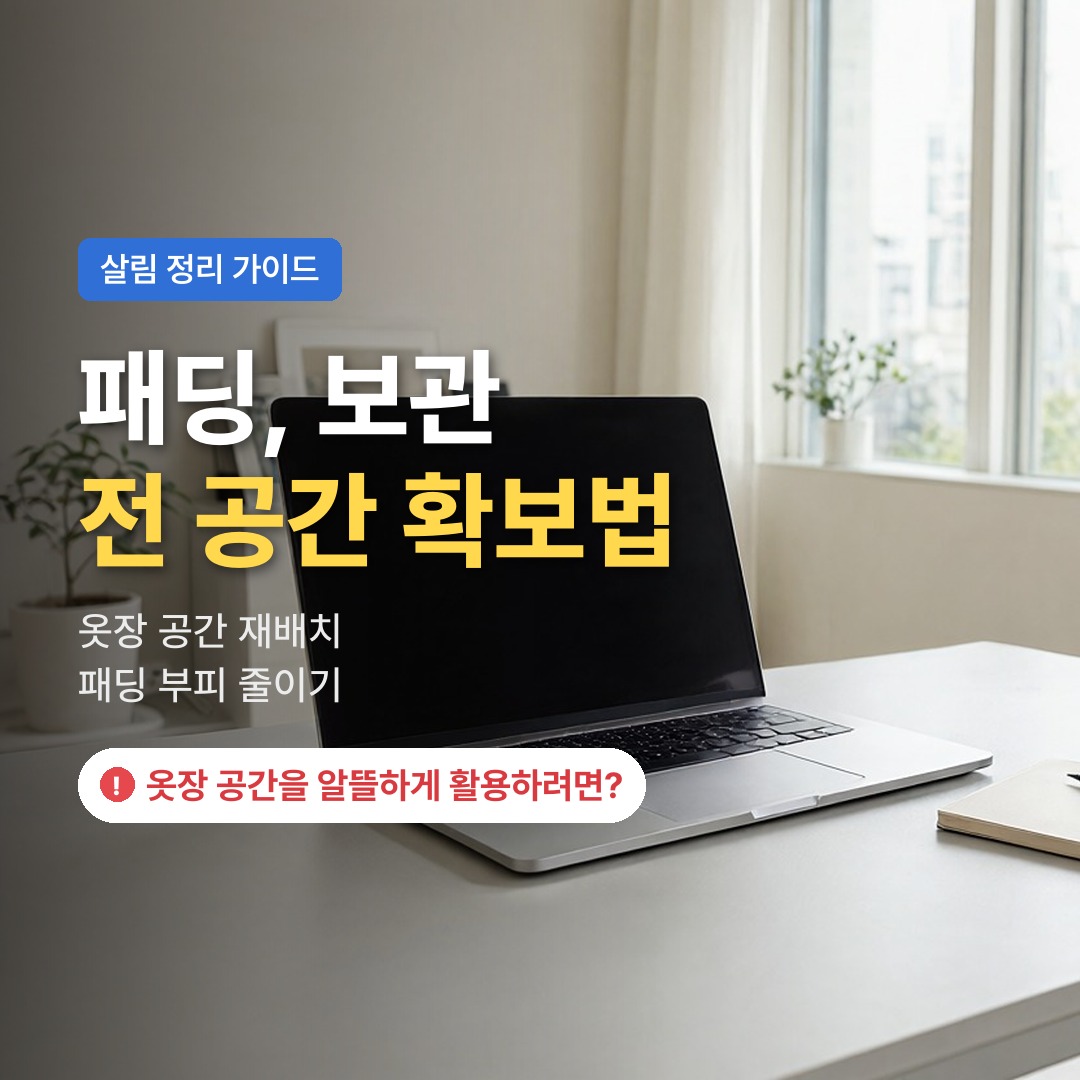 살림 정리 가이드
패딩, 보관
전 공간 확보법
옷장 공간 재배치
패딩 부피 줄이기
! 옷장 공간을 알뜰하게 활용하려면?